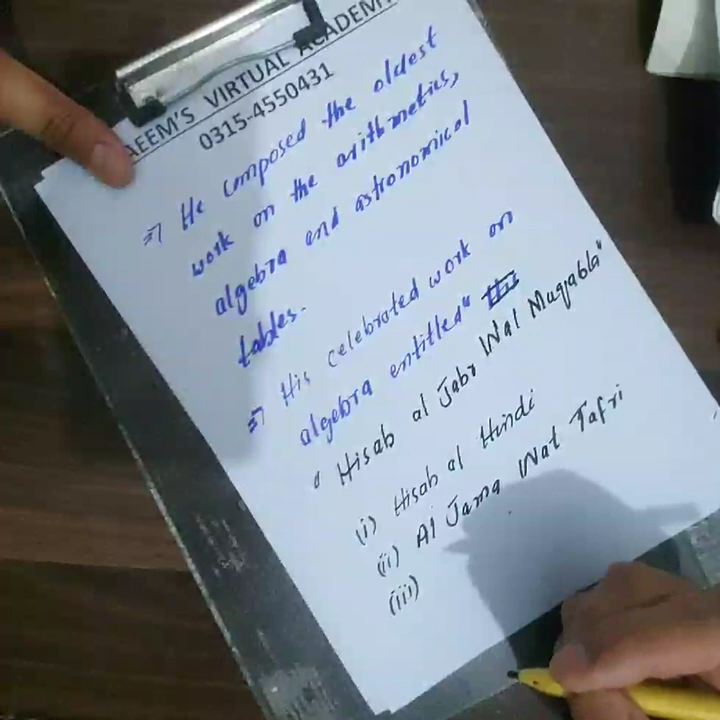 AEEM'S VIRTUAL ACADEMY
0315-4550431
=> He composed the oldest
work on the arithmetics,
algebra and astronomical
tables.
=> His celebrated work on
algebra entitled"
" Hisab al Jabr Wal Muqabla"
(i) Hisab al Hindi
(ii) Al Jama Wat Tafri
(iii)